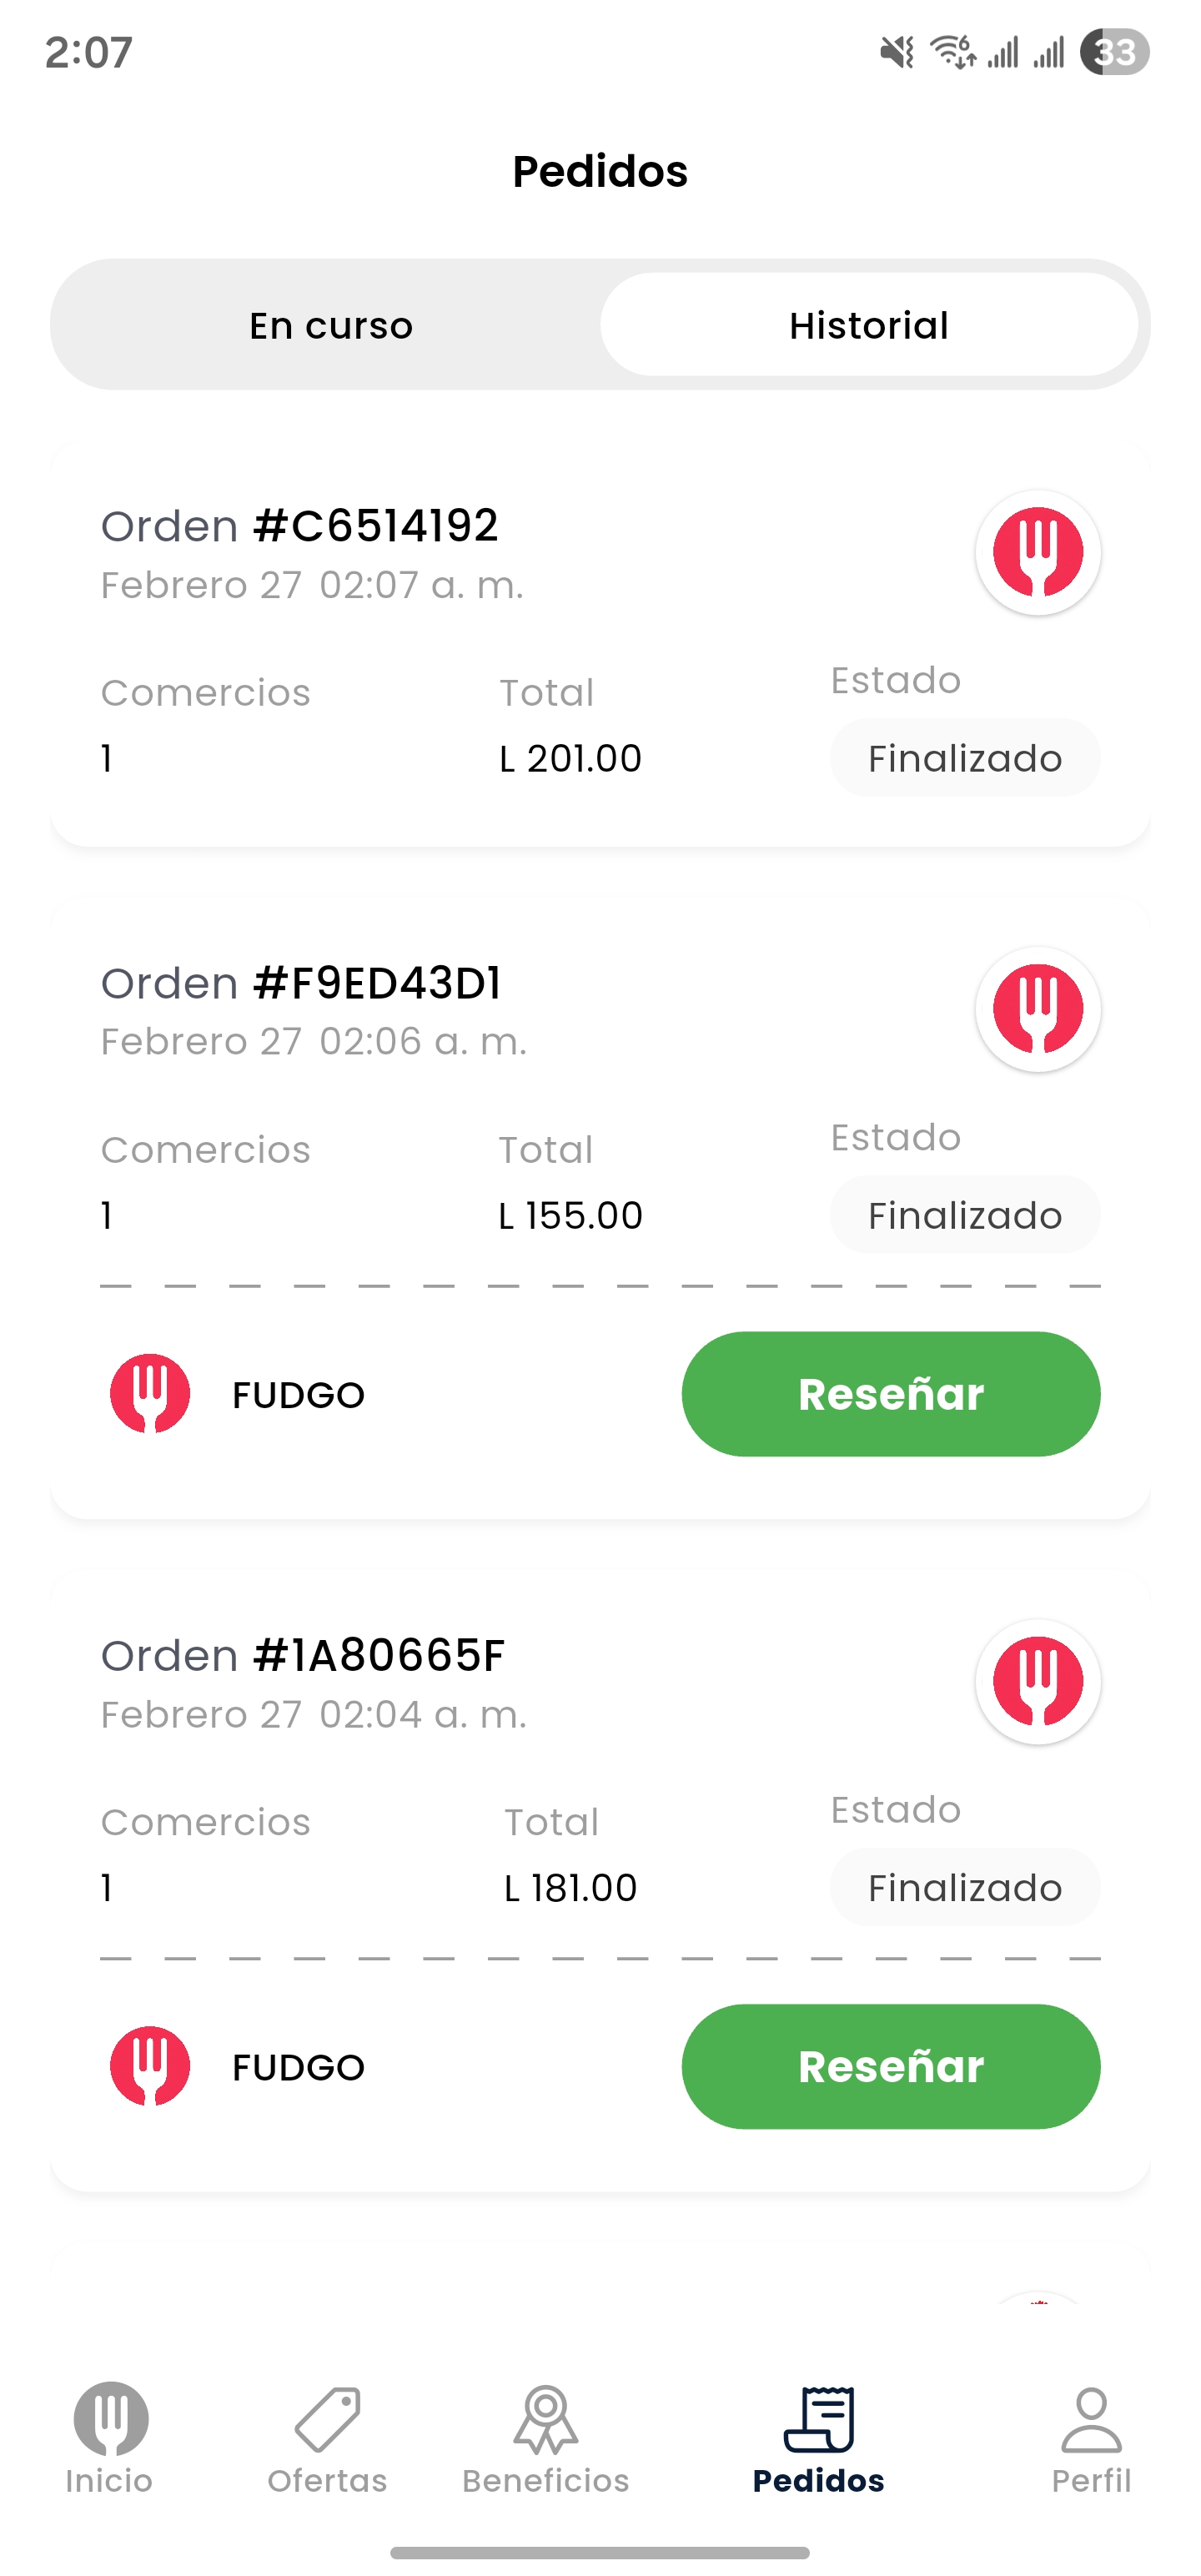 2:07
6
33
Pedidos
En curso
Historial
Orden #C6514192
Febrero 27 02:07 a. m.
Comercios
Total
Estado
1
L 201.00
Finalizado
Orden #F9ED43D1
Febrero 27 02:06 a. m.
Comercios
Total
Estado
1
L 155.00
Finalizado
FUDGO
Reseñar
Orden #1A80665F
Febrero 27 02:04 a. m.
Comercios
Total
Estado
1
L 181.00
Finalizado
FUDGO
Reseñar
Inicio
Ofertas
Beneficios
Pedidos
Perfil